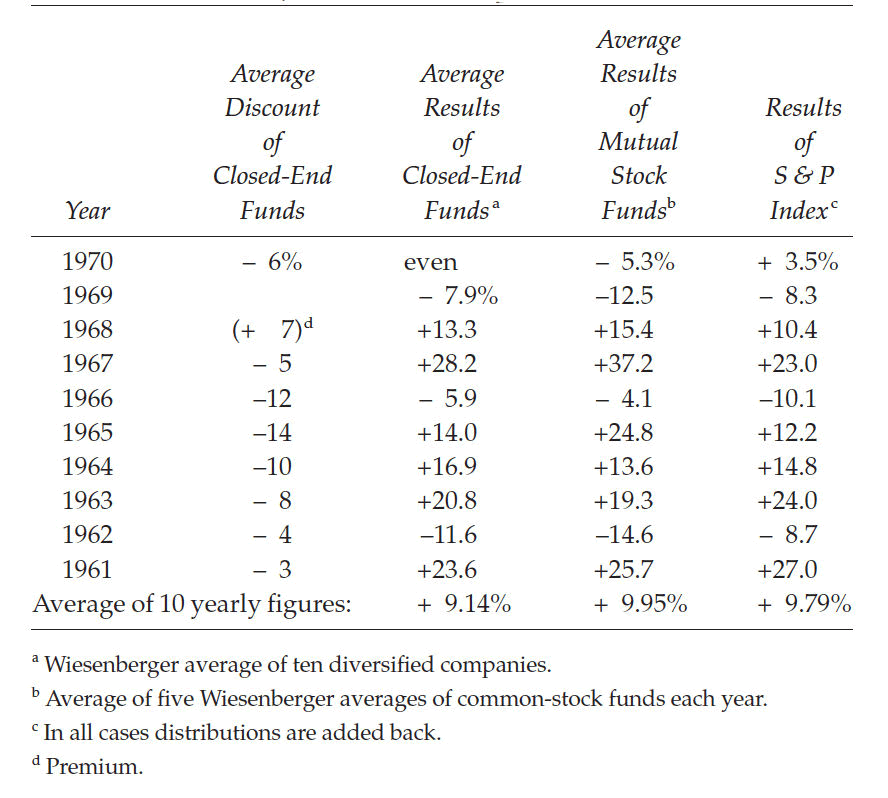 Average
Average Average Results
Discount Results of Results
of of Mutual of
Closed-End Closed-End Stock S & P
Year Funds Fundsᵃ Fundsᵇ Indexᶜ
1970 – 6% even – 5.3% + 3.5%
1969 – 7.9% –12.5 – 8.3
1968 (+ 7)ᵈ +13.3 +15.4 +10.4
1967 – 5 +28.2 +37.2 +23.0
1966 –12 – 5.9 – 4.1 –10.1
1965 –14 +14.0 +24.8 +12.2
1964 –10 +16.9 +13.6 +14.8
1963 – 8 +20.8 +19.3 +24.0
1962 – 4 –11.6 –14.6 – 8.7
1961 – 3 +23.6 +25.7 +27.0
Average of 10 yearly figures: + 9.14% + 9.95% + 9.79%
ᵃ Wiesenberger average of ten diversified companies.
ᵇ Average of five Wiesenberger averages of common-stock funds each year.
ᶜ In all cases distributions are added back.
ᵈ Premium.